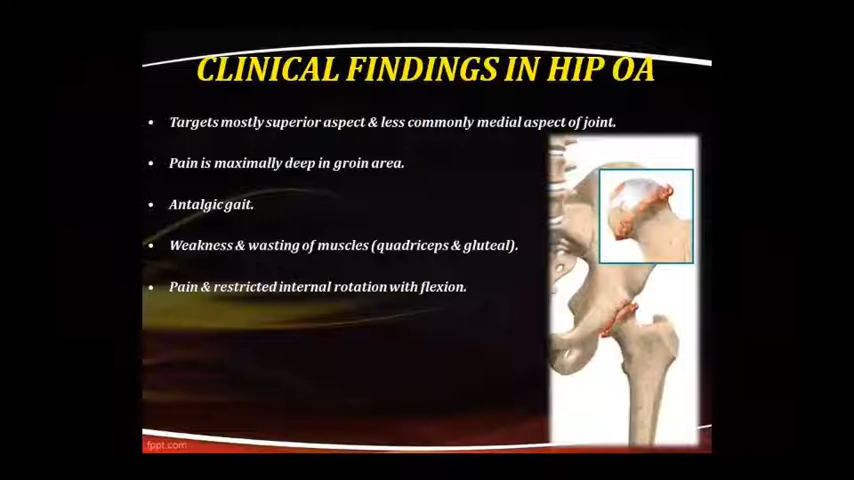 CLINICAL FINDINGS IN HIP OA
• Targets mostly superior aspect & less commonly medial aspect of joint.
• Pain is maximally deep in groin area.
• Antalgic gait.
• Weakness & wasting of muscles (quadriceps & gluteal).
• Pain & restricted internal rotation with flexion.
fppt.com